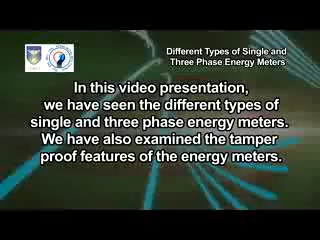 Different Types of Single and
Three Phase Energy Meters
In this video presentation,
we have seen the different types of
single and three phase energy meters.
We have also examined the tamper
proof features of the energy meters.